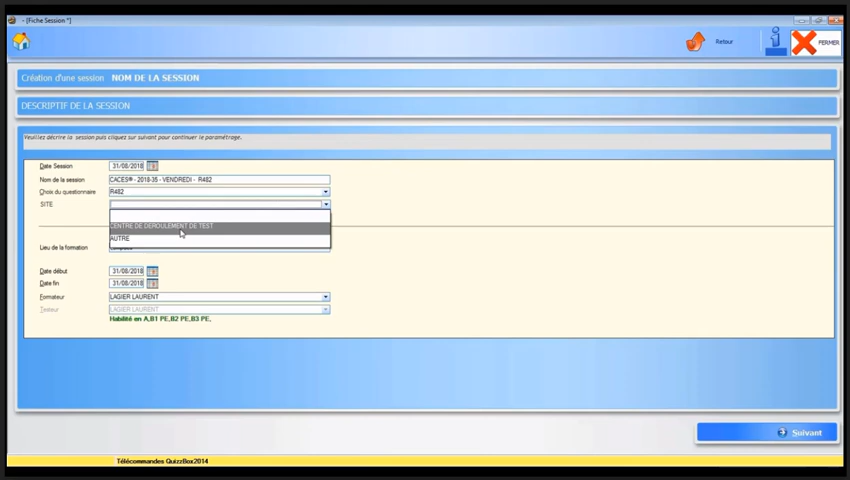 - [Fiche Session *]
Retour
FERMER
Création d'une session NOM DE LA SESSION
DESCRIPTIF DE LA SESSION
Veuillez décrire la session puis cliquez sur suivant pour continuer le paramétrage.
Date Session 31/08/2018
Nom de la session CACES® - 2018-35 - VENDREDI - R482
Choix du questionnaire R482
SITE
CENTRE DE DEROULEMENT DE TEST
AUTRE
Lieu de la formation
Date début 31/08/2018
Date fin 31/08/2018
Formateur LAGIER LAURENT
Testeur LAGIER LAURENT
Habilité en A,B1 PE,B2 PE,B3 PE,
Suivant
Télécommandes QuizzBox2014